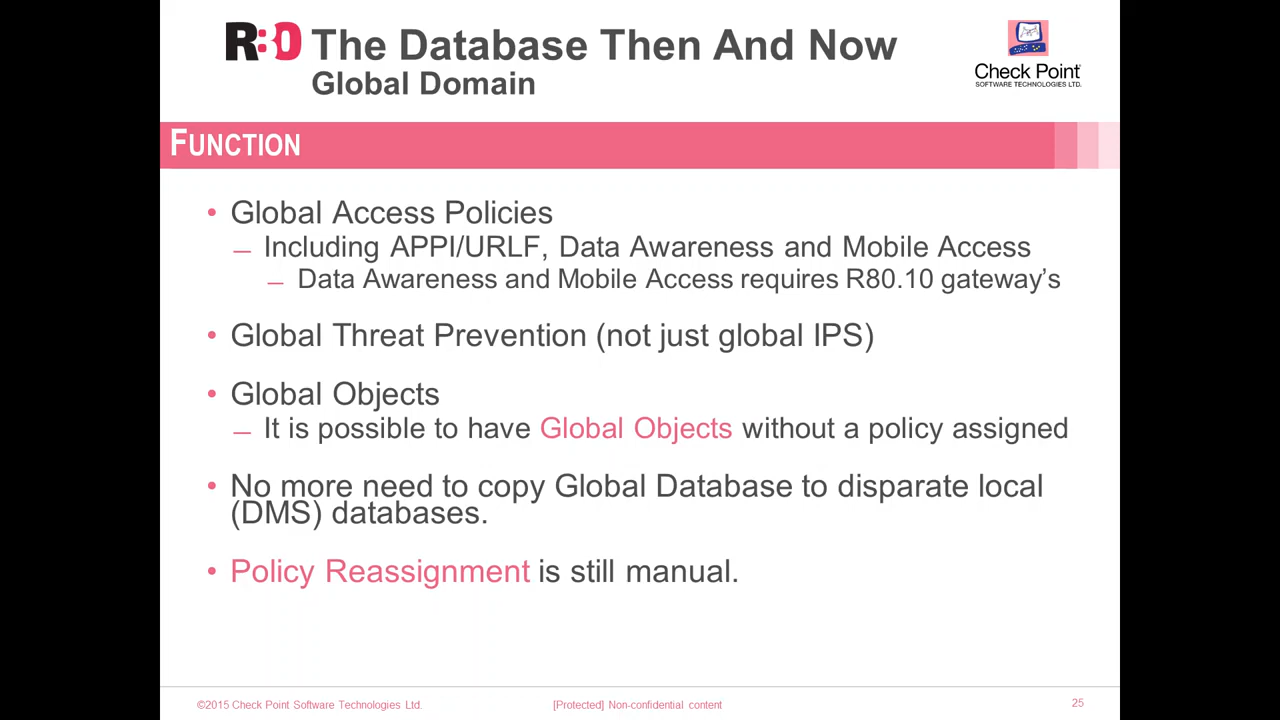 R80 The Database Then And Now
Global Domain
Check Point
SOFTWARE TECHNOLOGIES LTD.
FUNCTION
• Global Access Policies
— Including APPI/URLF, Data Awareness and Mobile Access
— Data Awareness and Mobile Access requires R80.10 gateway's
• Global Threat Prevention (not just global IPS)
• Global Objects
— It is possible to have Global Objects without a policy assigned
• No more need to copy Global Database to disparate local
(DMS) databases.
• Policy Reassignment is still manual.
©2015 Check Point Software Technologies Ltd.
[Protected] Non-confidential content
25